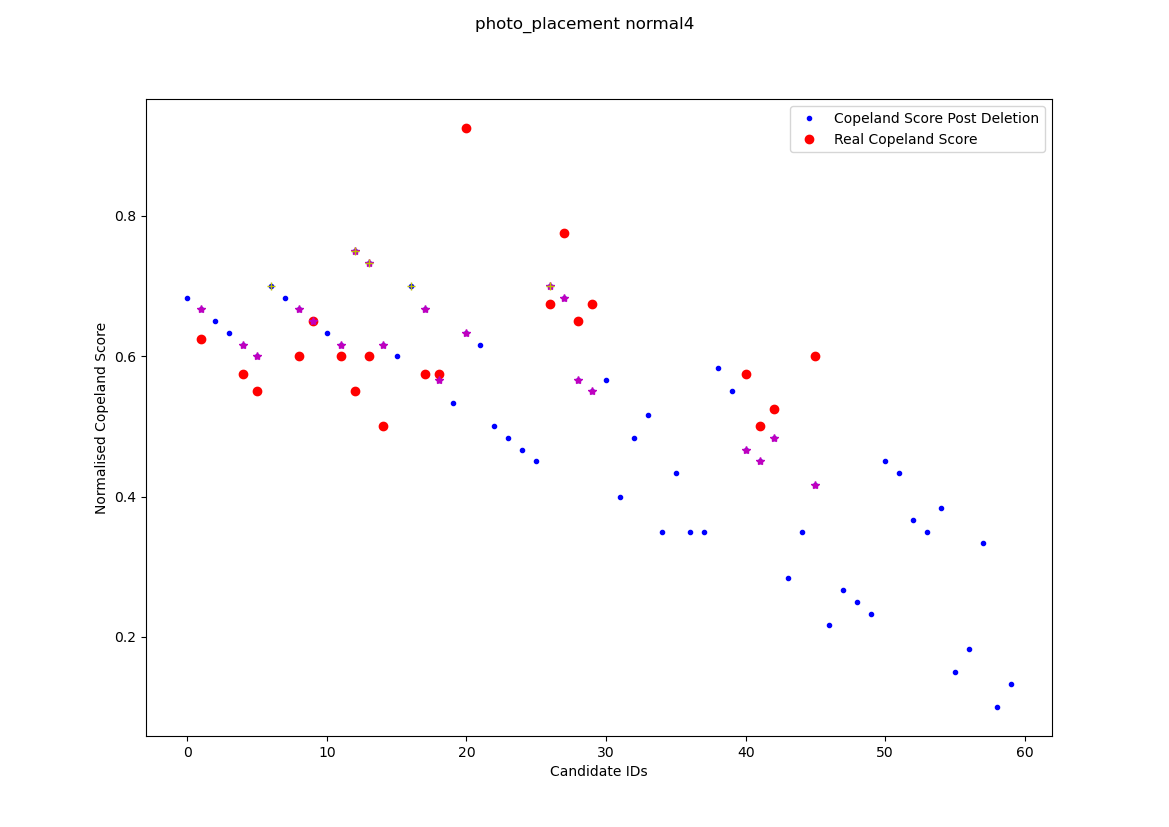 photo_placement normal4
Copeland Score Post Deletion
Real Copeland Score
Normalised Copeland Score
0.8
0.6
0.4
0.2
0 10 20 30 40 50 60
Candidate IDs